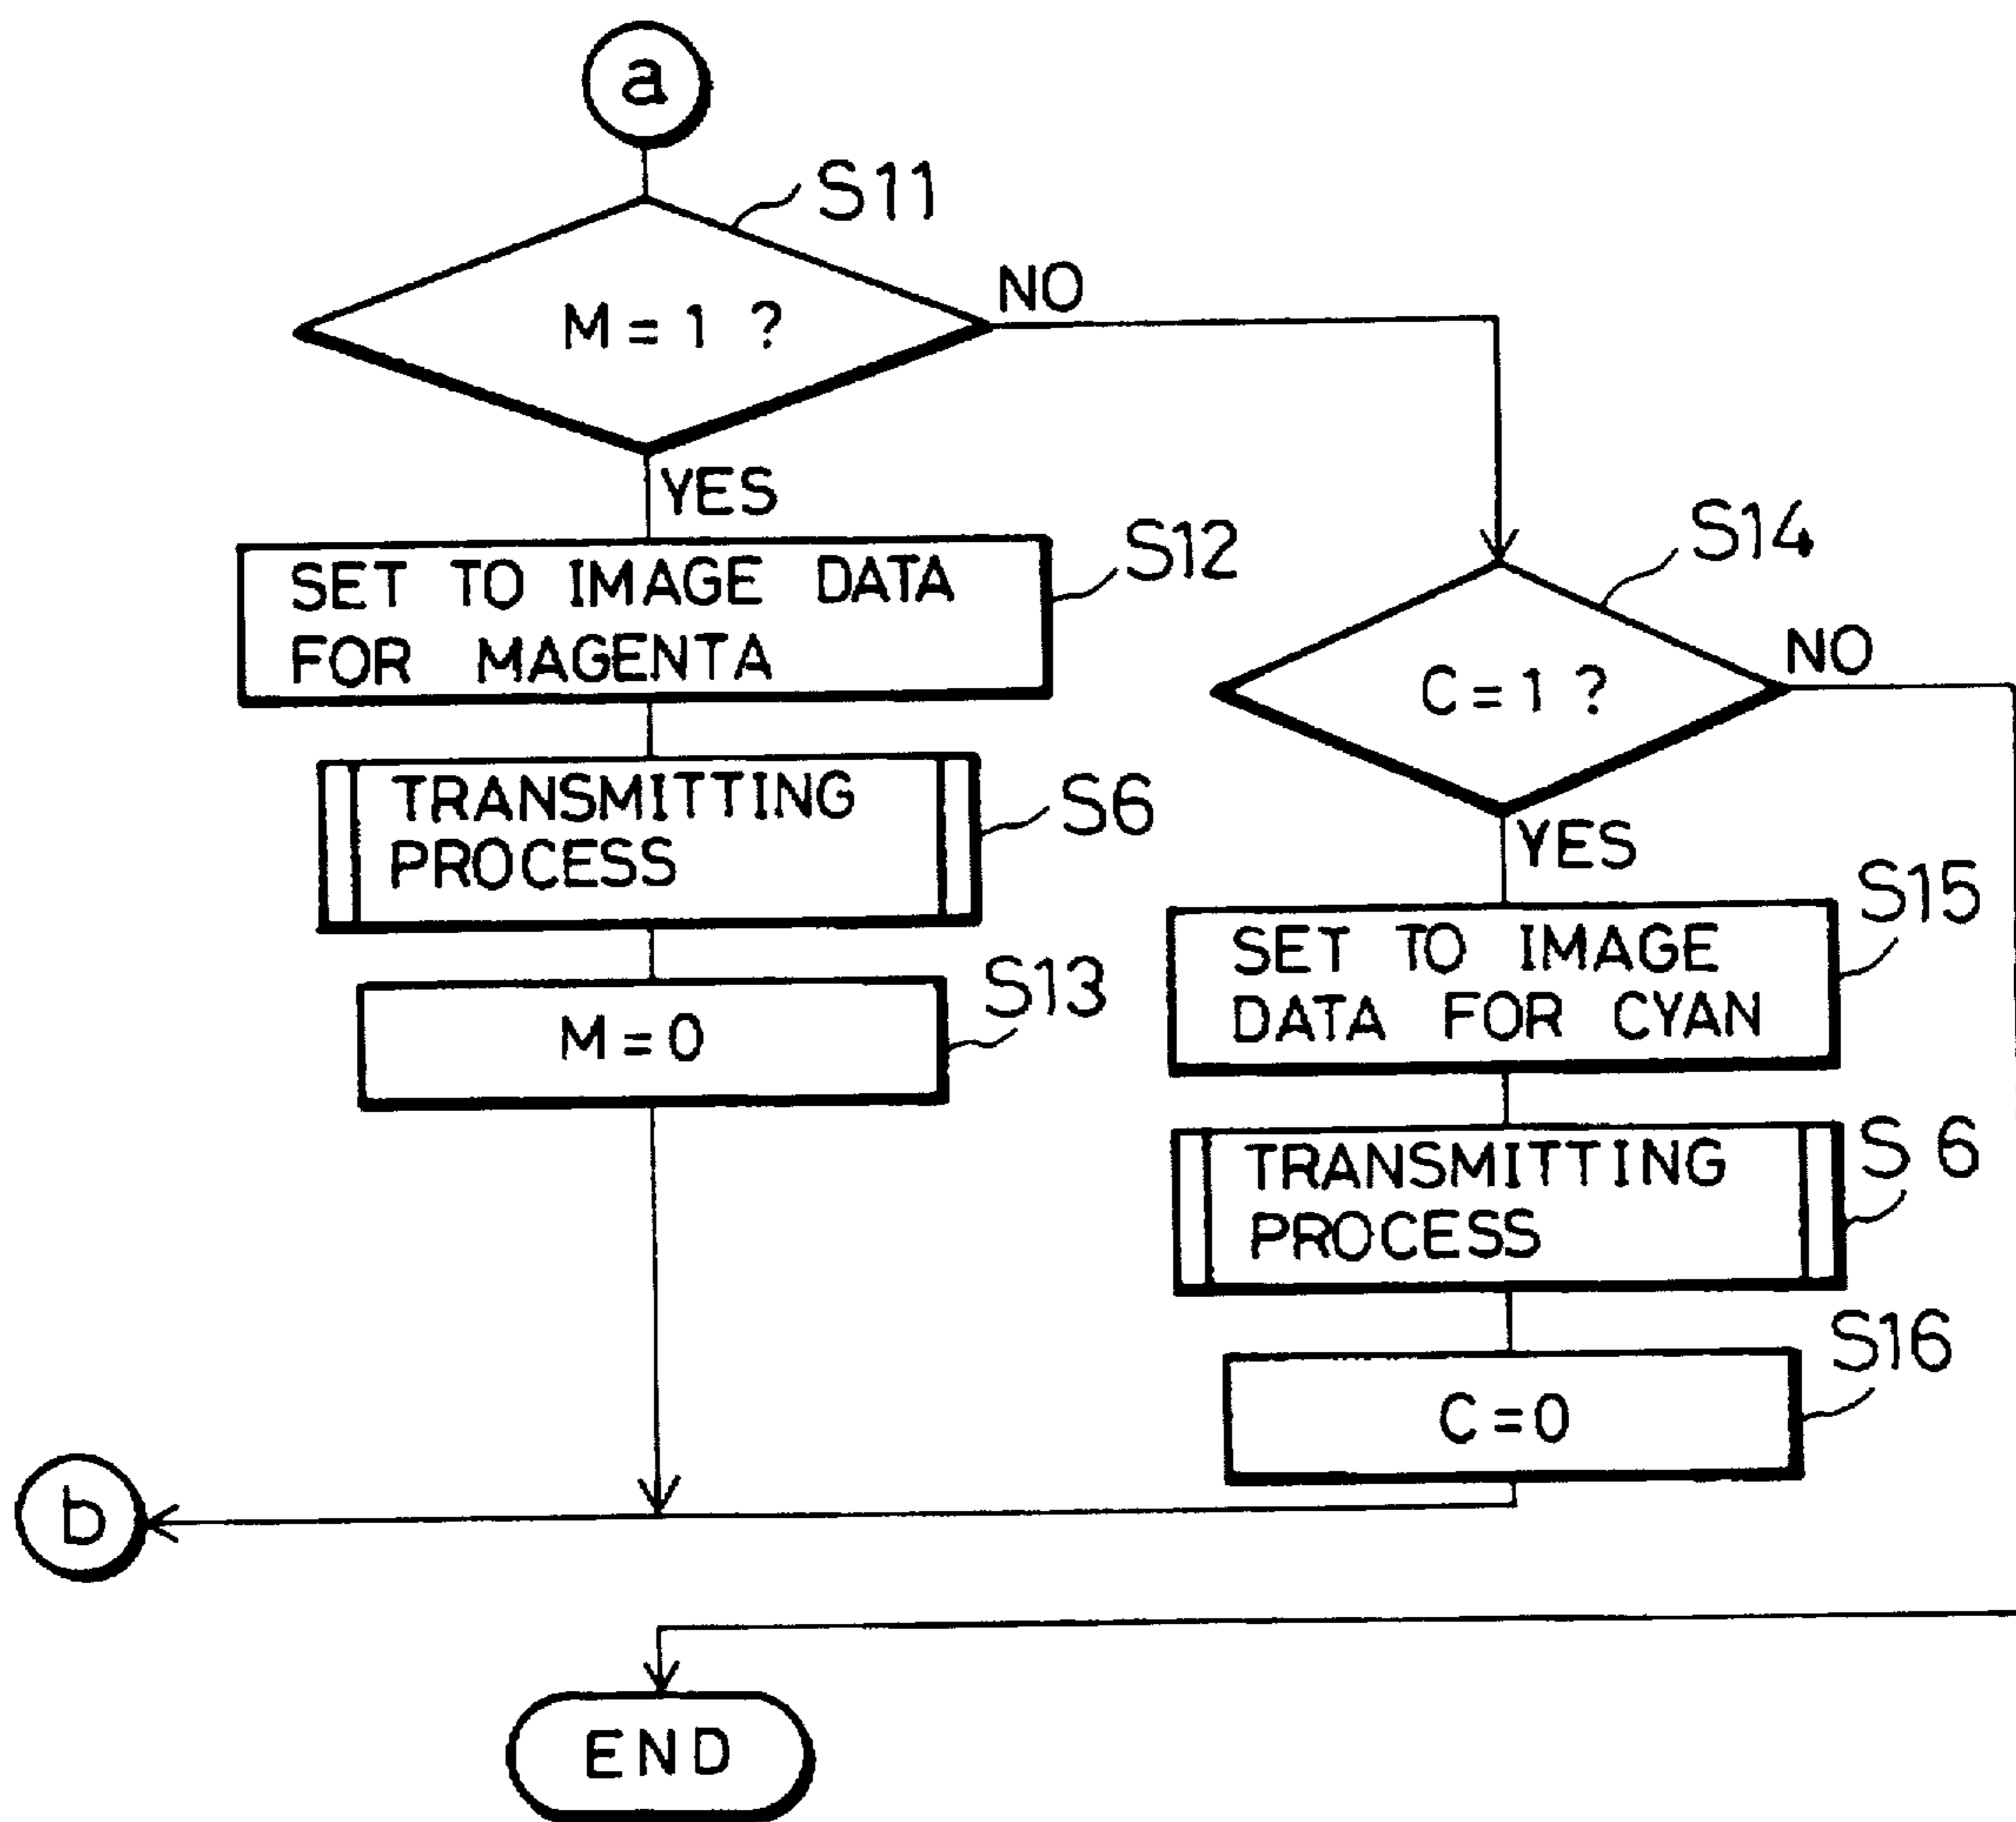 a
S11
M=1 ?
NO
YES
SET TO IMAGE DATA
FOR MAGENTA
S12
TRANSMITTING
PROCESS
S6
M=0
S13
S14
C=1 ?
NO
YES
SET TO IMAGE
DATA FOR CYAN
S15
TRANSMITTING
PROCESS
S 6
C=0
S16
b
END